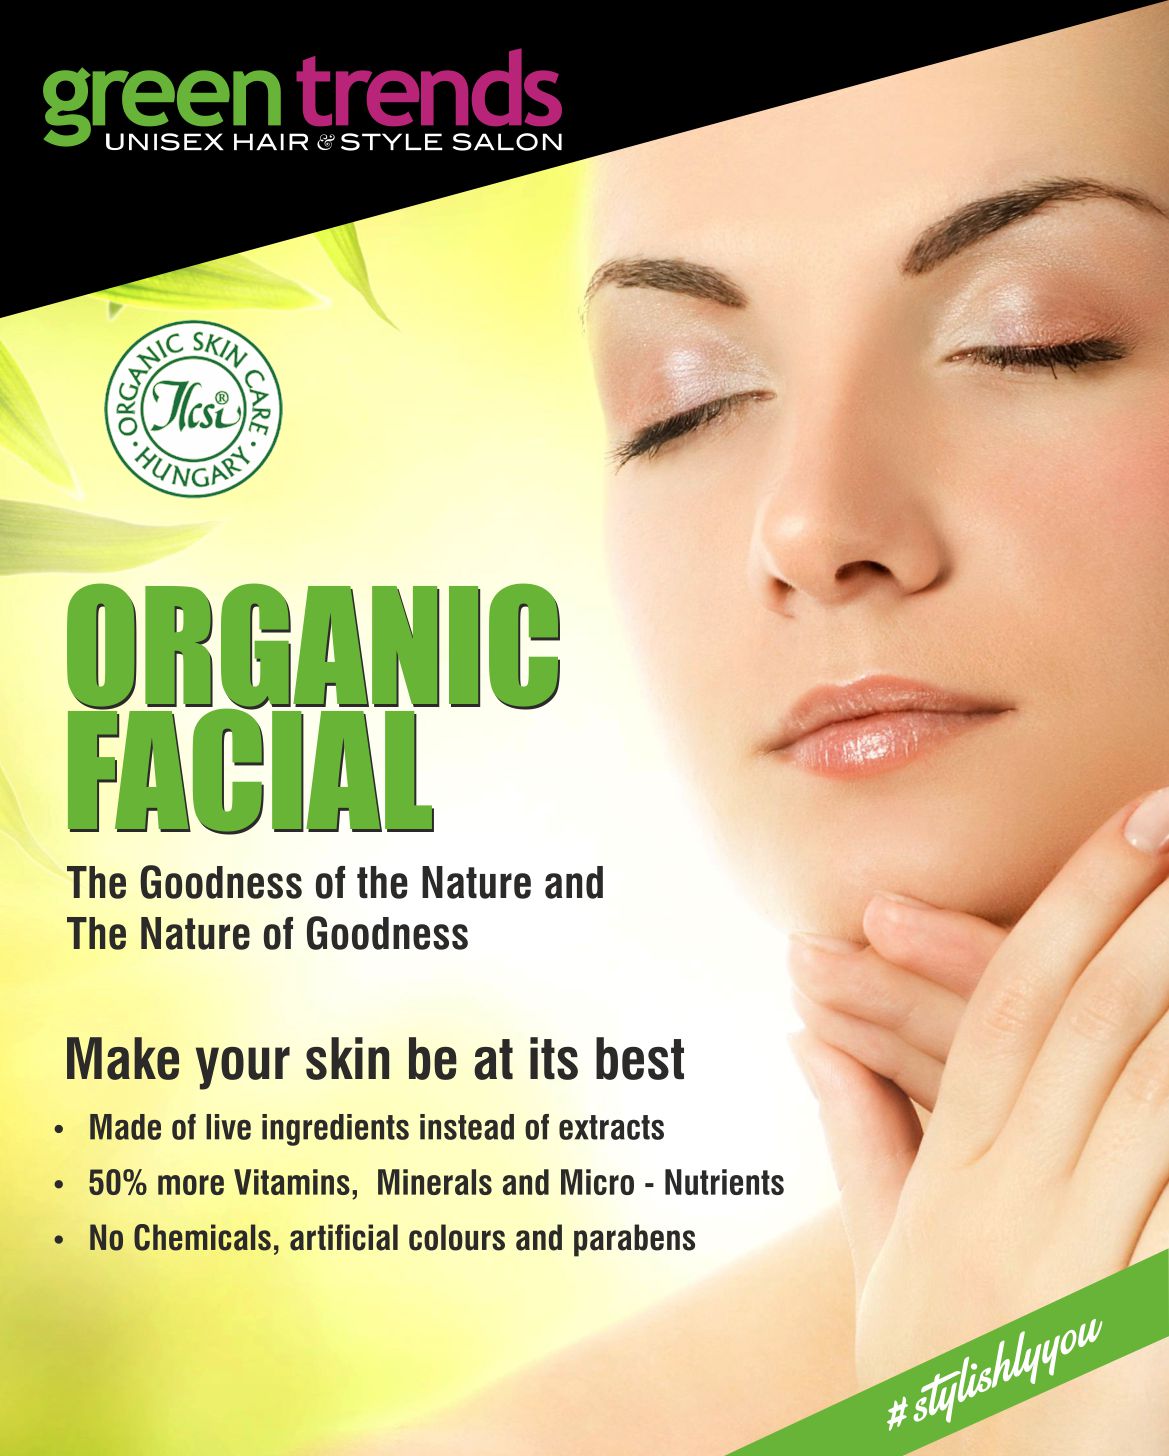 green trends
UNISEX HAIR & STYLE SALON
ORGANIC SKIN CARE
Ilcsi®
• HUNGARY •
ORGANIC
FACIAL
The Goodness of the Nature and
The Nature of Goodness
Make your skin be at its best
• Made of live ingredients instead of extracts
• 50% more Vitamins, Minerals and Micro - Nutrients
• No Chemicals, artificial colours and parabens
#stylishlyyou